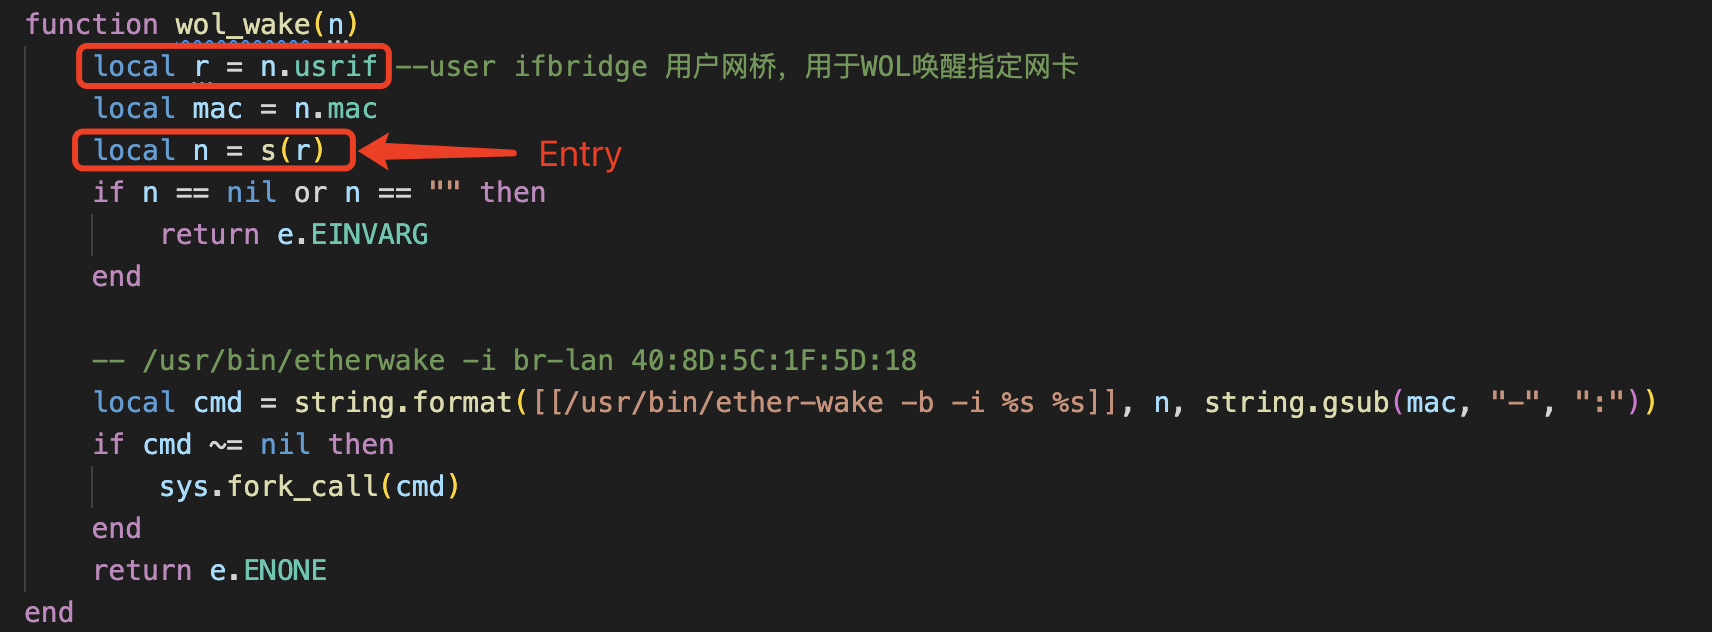 function wol_wake(n)
local r = n.usrif --user ifbridge 用户网桥，用于WOL唤醒指定网卡
local mac = n.mac
local n = s(r) Entry
if n == nil or n == "" then
return e.EINVARG
end
-- /usr/bin/etherwake -i br-lan 40:8D:5C:1F:5D:18
local cmd = string.format([[/usr/bin/ether-wake -b -i %s %s]], n, string.gsub(mac, "-", ":"))
if cmd ~= nil then
sys.fork_call(cmd)
end
return e.ENONE
end